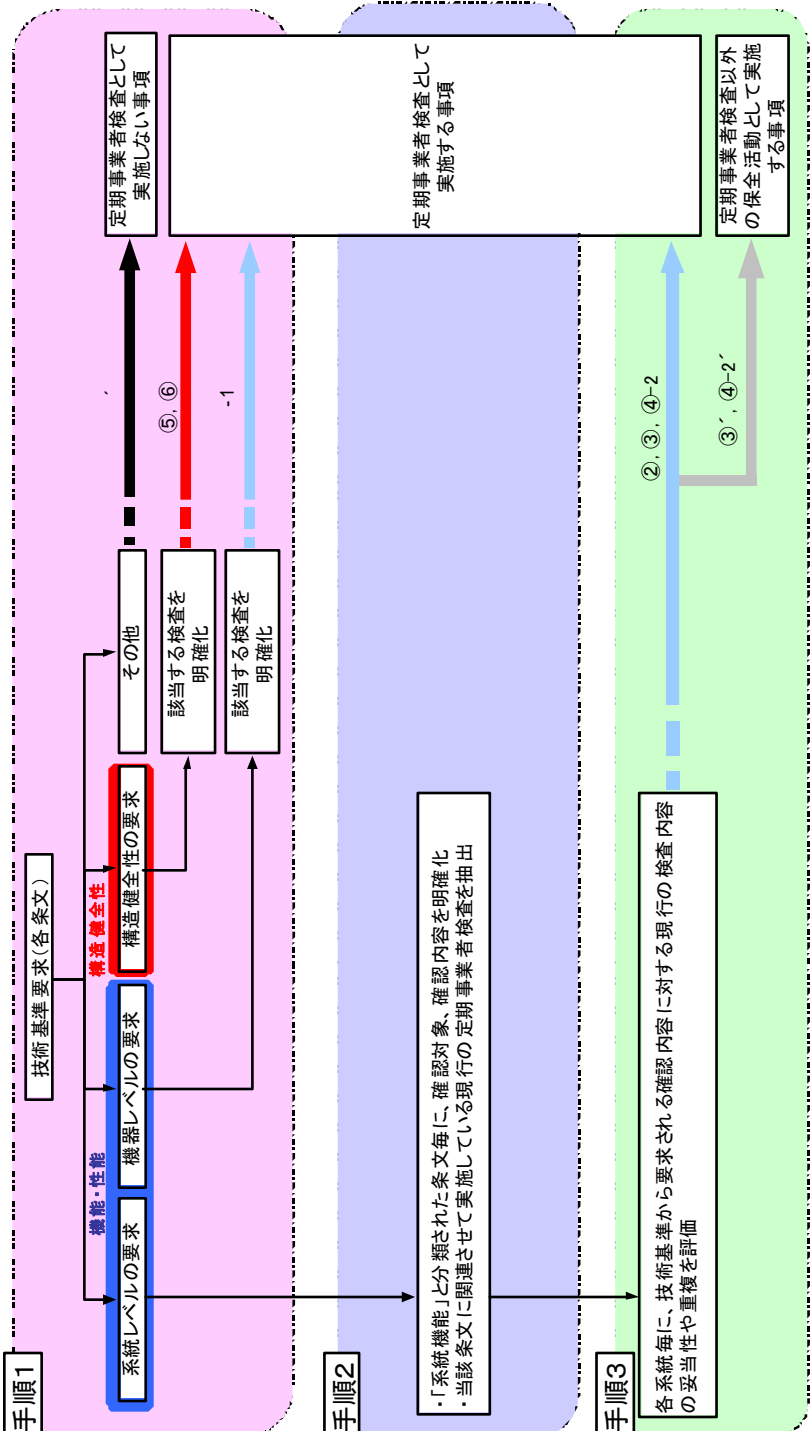 手順1
技術基準要求(各条文)
機能・性能
構造健全性
系統レベルの要求
機器レベルの要求
構造健全性の要求
その他
該当する検査を
明確化
該当する検査を
明確化
´
⑤, ⑥
-1
定期事業者検査として
実施しない事項
定期事業者検査として
実施する事項
手順2
・「系統機能」と分類された条文毎に、確認対象、確認内容を明確化
・当該条文に関連させて実施している現行の定期事業者検査を抽出
手順3
各系統毎に、技術基準から要求される確認内容に対する現行の検査内容
の妥当性や重複を評価
②, ③, ④-2
③´, ④-2´
定期事業者検査以外
の保全活動として実施
する事項